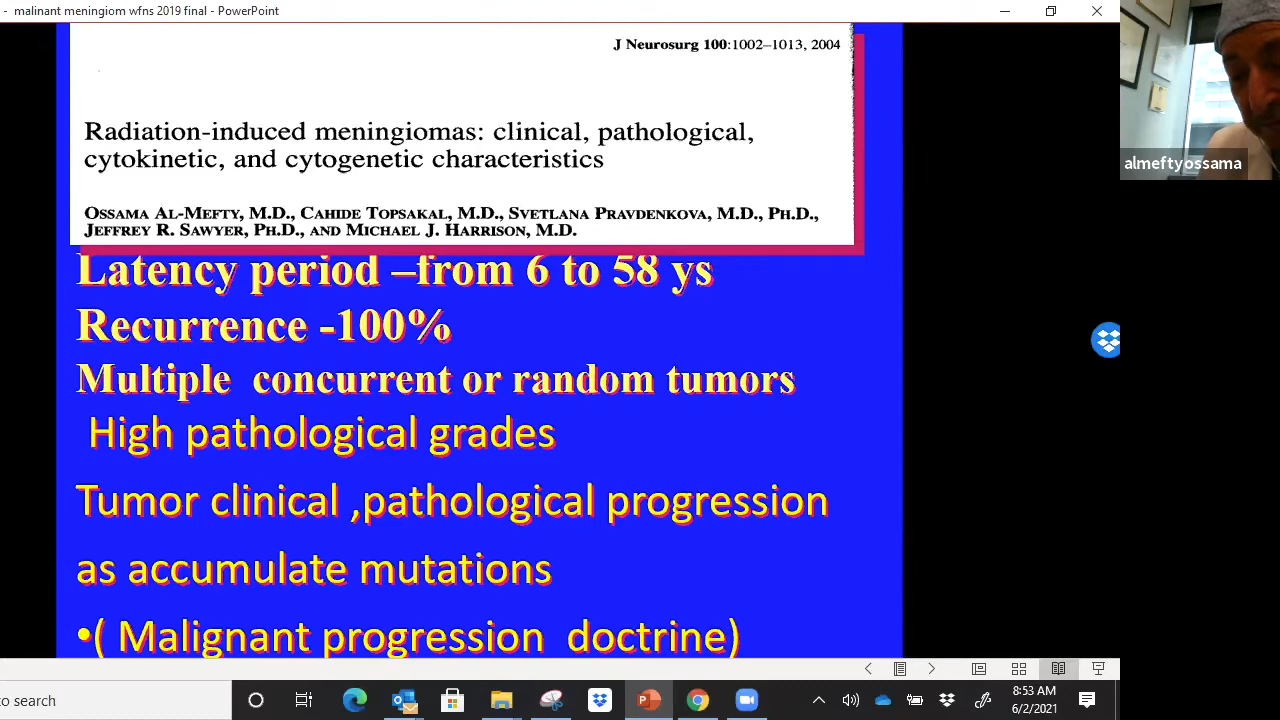 - malinant meningiom wfns 2019 final - PowerPoint
J Neurosurg 100:1002–1013, 2004
Radiation-induced meningiomas: clinical, pathological,
cytokinetic, and cytogenetic characteristics
OSSAMA AL-MEFTY, M.D., CAHIDE TOPSAKAL, M.D., SVETLANA PRAVDENKOVA, M.D., PH.D.,
JEFFREY R. SAWYER, PH.D., AND MICHAEL J. HARRISON, M.D.
Latency period –from 6 to 58 ys
Recurrence -100%
Multiple concurrent or random tumors
High pathological grades
Tumor clinical ,pathological progression
as accumulate mutations
•( Malignant progression doctrine)
almeftyossama
to search
8:53 AM
6/2/2021